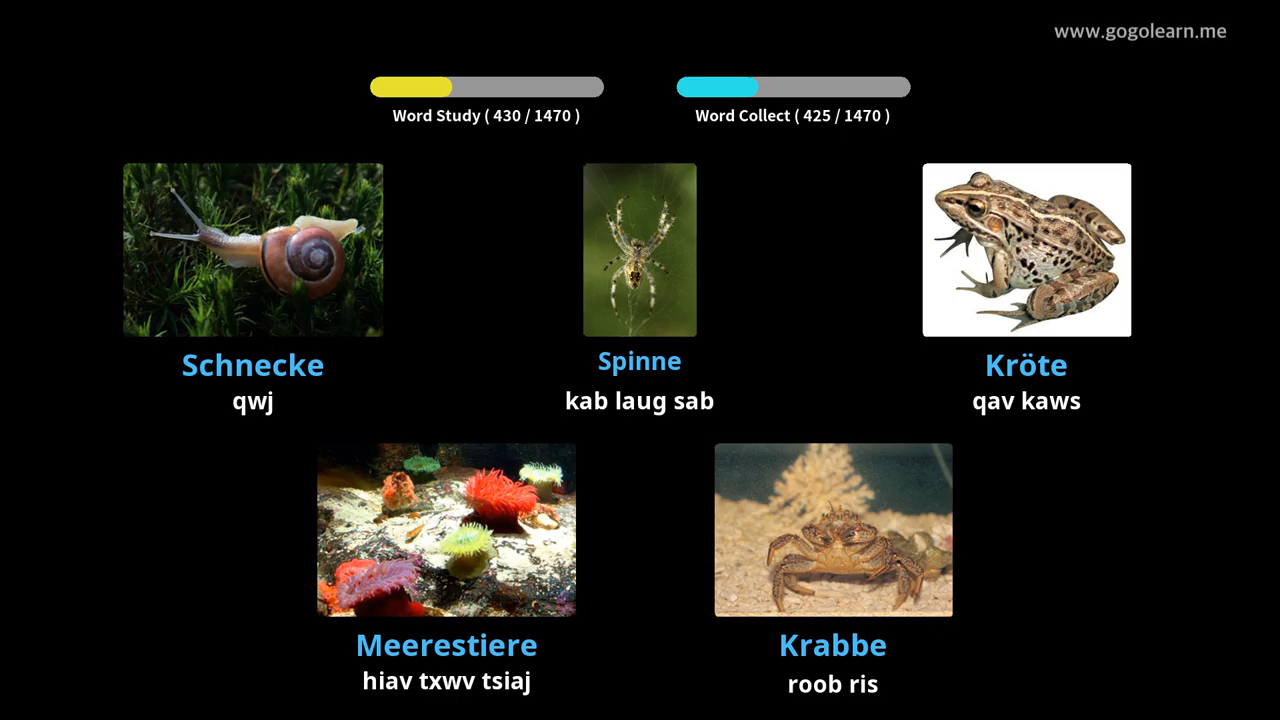 www.gogolearn.me
Word Study ( 430 / 1470 )
Word Collect ( 425 / 1470 )
Schnecke
qwj
Spinne
kab laug sab
Kröte
qav kaws
Meerestiere
hiav txwv tsiaj
Krabbe
roob ris